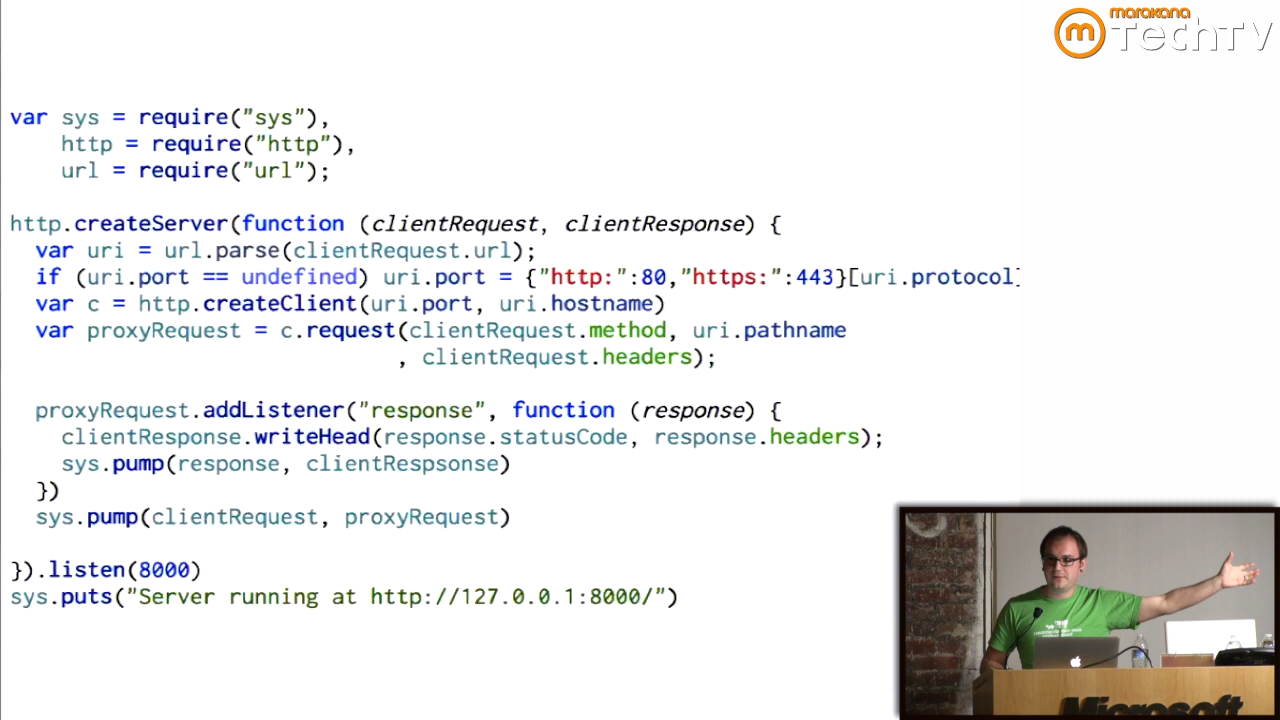 marakana
m TechTV
var sys = require("sys"),
    http = require("http"),
    url = require("url");
http.createServer(function (clientRequest, clientResponse) {
  var uri = url.parse(clientRequest.url);
  if (uri.port == undefined) uri.port = {"http:":80,"https:":443}[uri.protocol]
  var c = http.createClient(uri.port, uri.hostname)
  var proxyRequest = c.request(clientRequest.method, uri.pathname
                              , clientRequest.headers);
  proxyRequest.addListener("response", function (response) {
    clientResponse.writeHead(response.statusCode, response.headers);
    sys.pump(response, clientRespsonse)
  })
  sys.pump(clientRequest, proxyRequest)
}).listen(8000)
sys.puts("Server running at http://127.0.0.1:8000/")
Microsoft